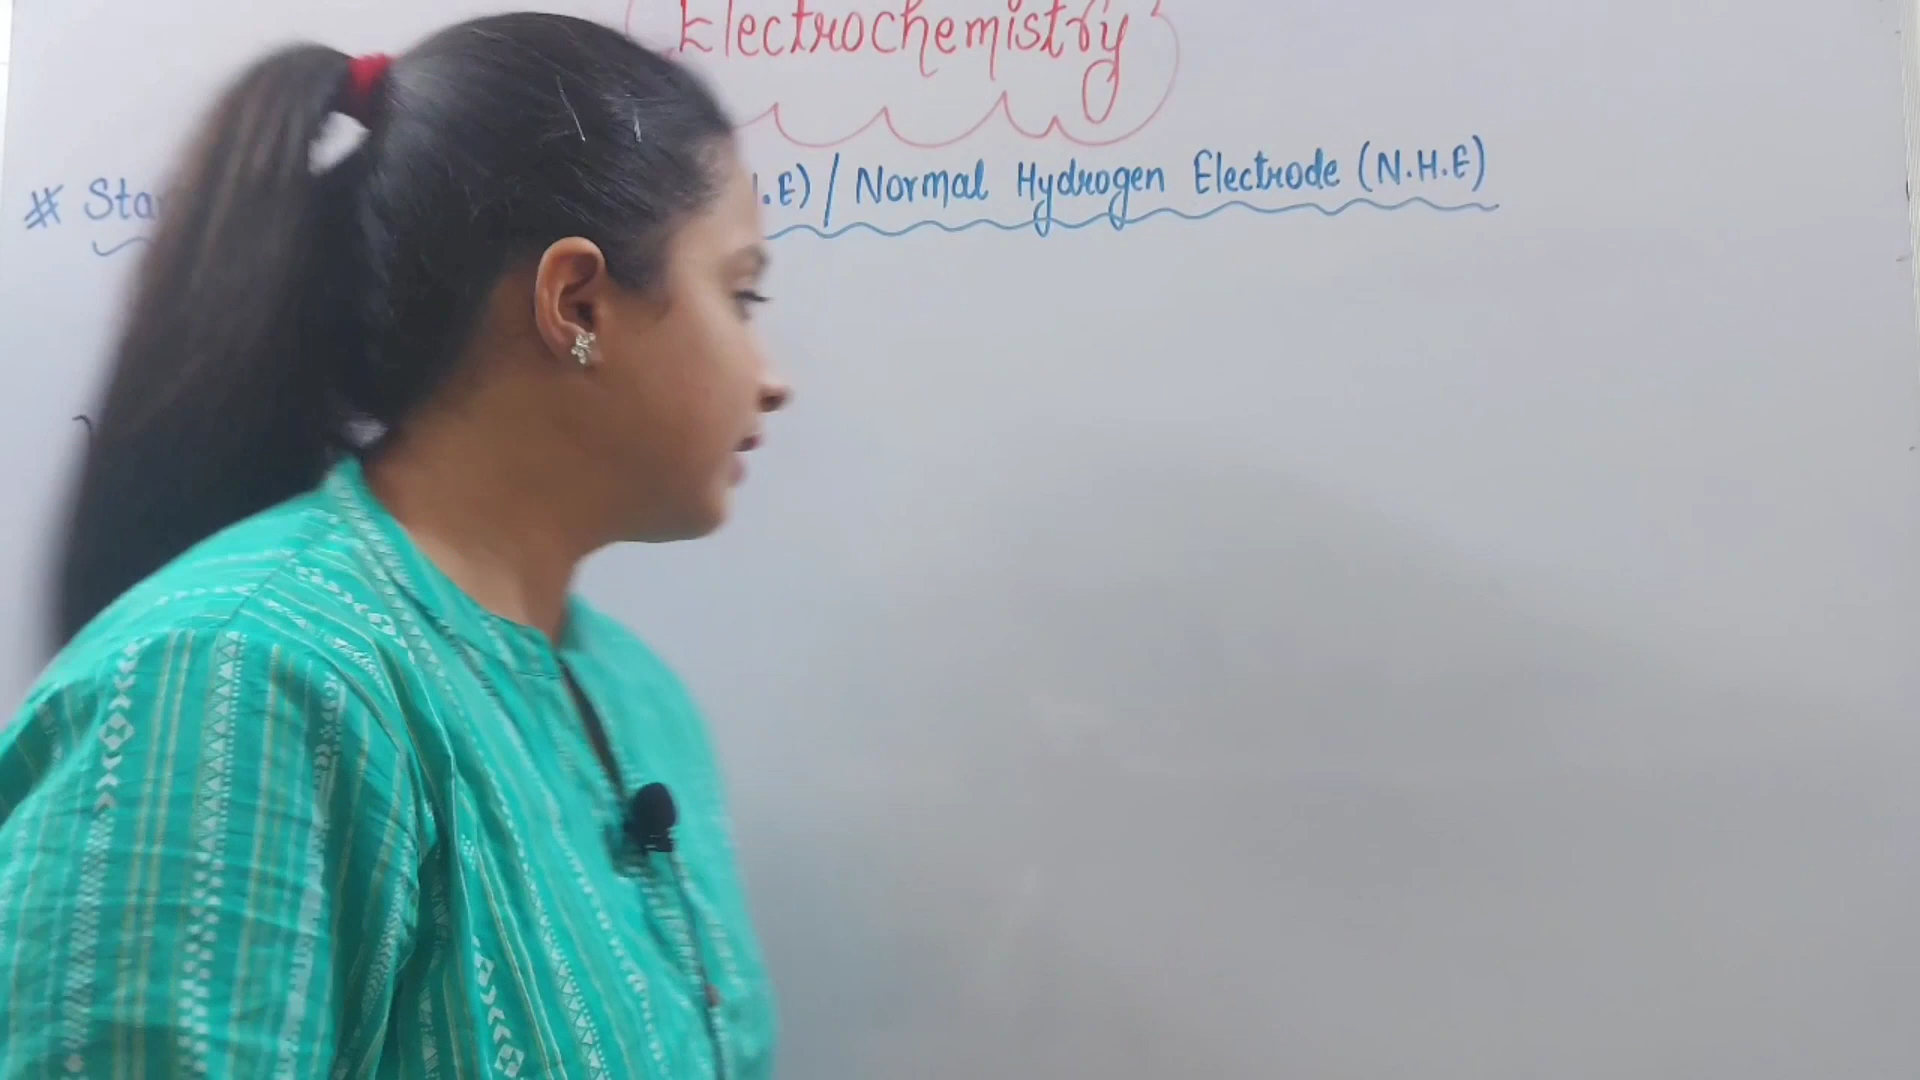 Electrochemistry
# Sta .E) / Normal Hydrogen Electrode (N.H.E)